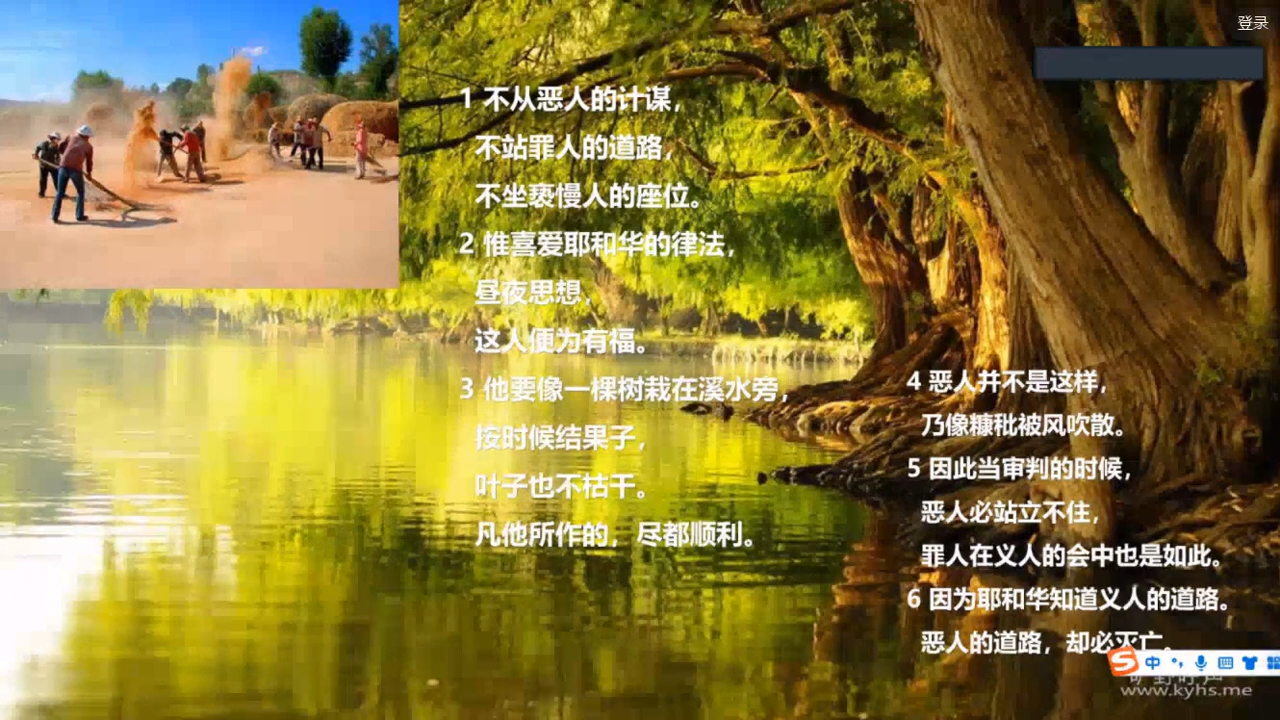 登录
1 不从恶人的计谋，
不站罪人的道路，
不坐亵慢人的座位。
2 惟喜爱耶和华的律法，
昼夜思想，
这人便为有福。
3 他要像一棵树栽在溪水旁，
按时候结果子，
叶子也不枯干。
凡他所作的，尽都顺利。
4 恶人并不是这样，
乃像糠秕被风吹散。
5 因此当审判的时候，
恶人必站立不住，
罪人在义人的会中也是如此。
6 因为耶和华知道义人的道路。
恶人的道路，却必灭亡。
S 中
www.kyhs.me